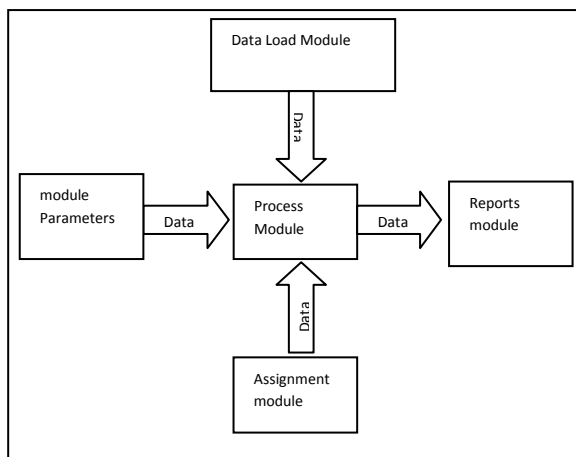 Data Load Module
Data
module
Parameters
Data
Process
Module
Data
Reports
module
Data
Assignment
module